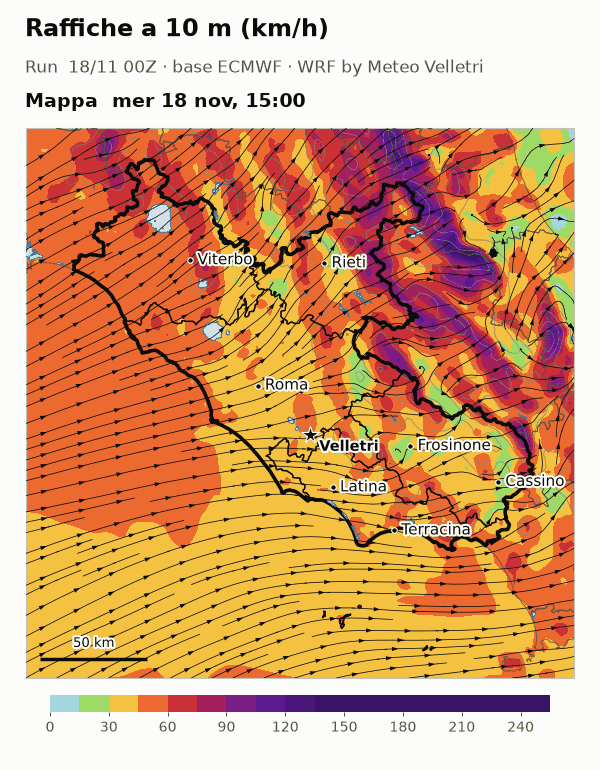 Raffiche a 10 m (km/h)
Run  18/11 00Z · base ECMWF · WRF by Meteo Velletri
Mappa  mer 18 nov, 15:00
Viterbo
Rieti
Roma
Velletri
Frosinone
Latina
Cassino
Terracina
50 km
0 30 60 90 120 150 180 210 240